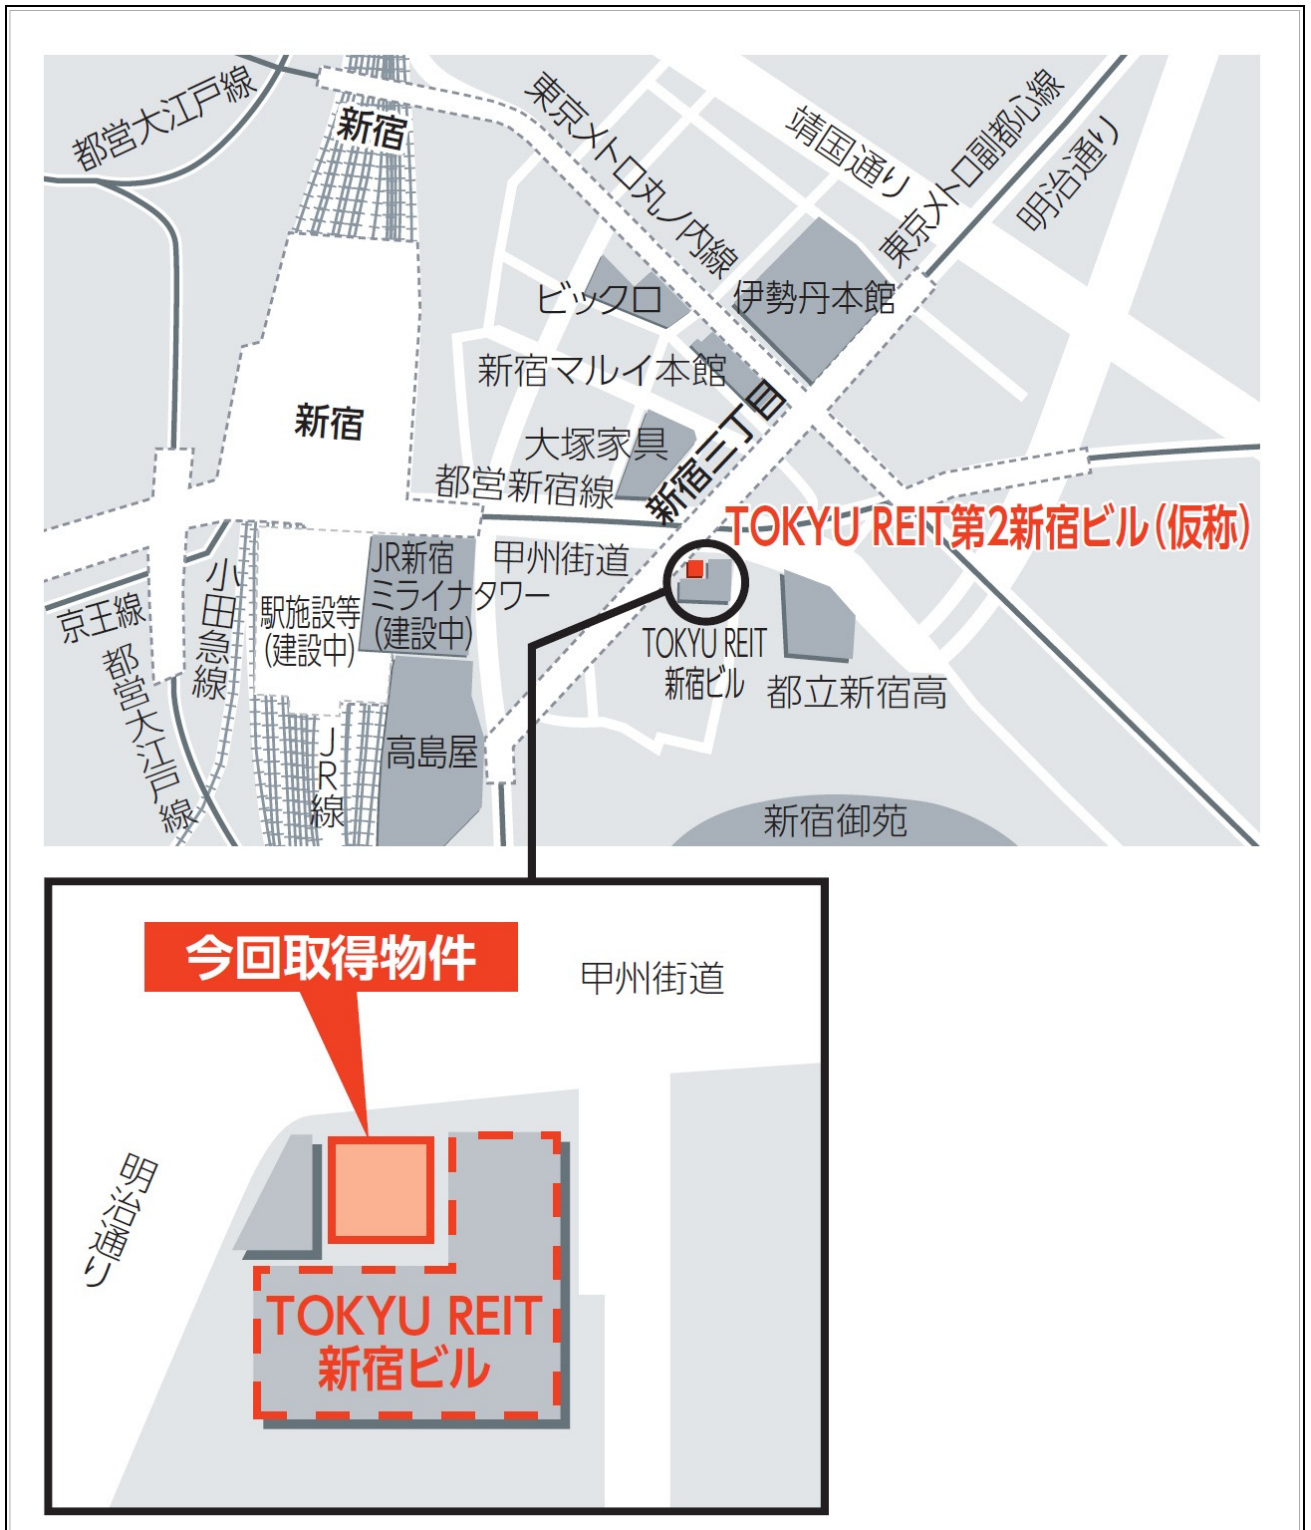 都営大江戸線
新宿
東京メトロ丸ノ内線
靖国通り
東京メトロ副都心線
明治通り
ビックロ
伊勢丹本館
新宿マルイ本館
新宿
大塚家具
新宿三丁目
都営新宿線
TOKYU REIT第2新宿ビル(仮称)
甲州街道
JR新宿
ミライナタワー
(建設中)
小田急線
駅施設等
(建設中)
京王線
都営大江戸線
TOKYU REIT
新宿ビル
都立新宿高
JR線
高島屋
新宿御苑
今回取得物件
甲州街道
明治通り
TOKYU REIT
新宿ビル